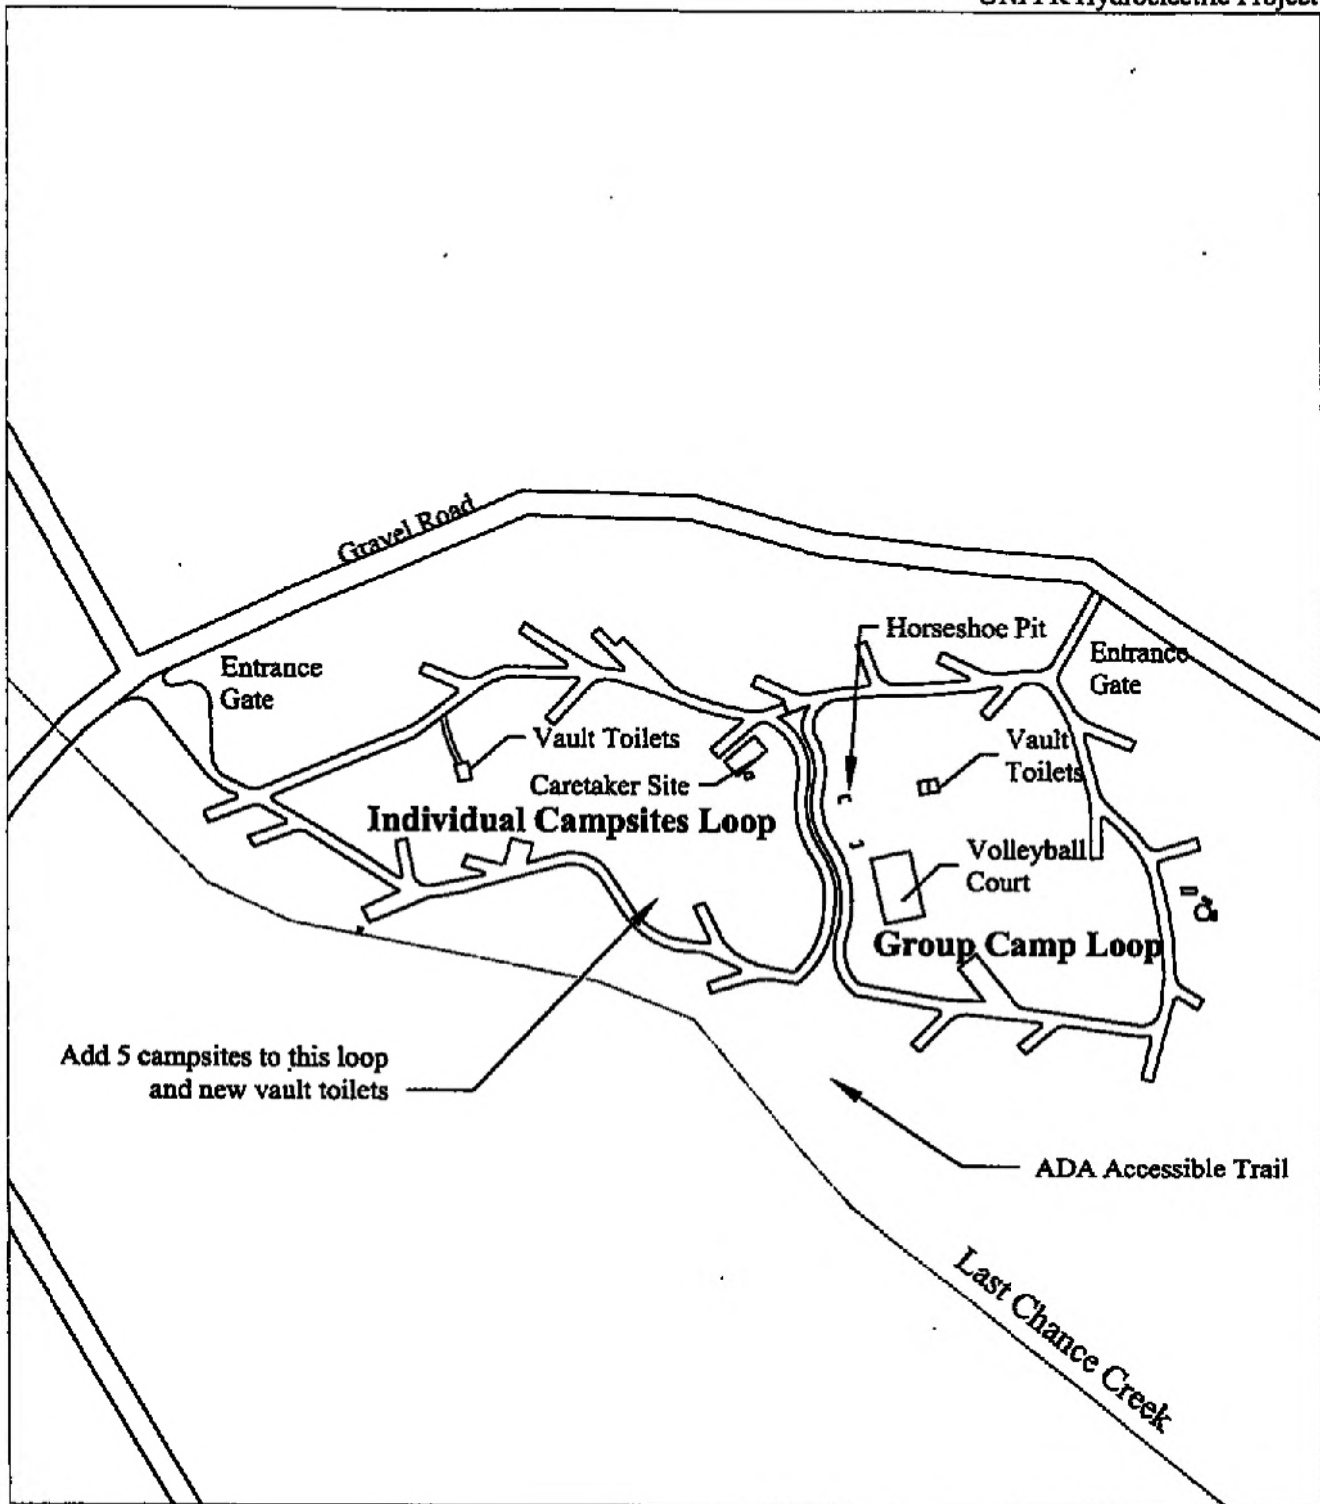 Hydroelectric Project
Gravel Road
Entrance
Gate
Horseshoe Pit
Entrance
Gate
Vault Toilets
Vault
Toilets
Caretaker Site
Individual Campsites Loop
Volleyball
Court
Group Camp Loop
Add 5 campsites to this loop
and new vault toilets
ADA Accessible Trail
Last Chance Creek